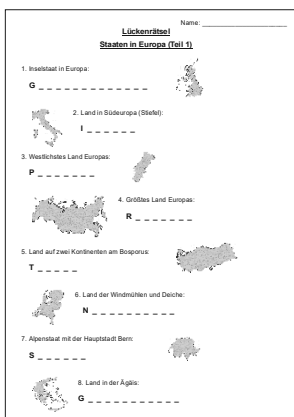 Name: ____________________
Lückenrätsel
Staaten in Europa (Teil 1)
1. Inselstaat in Europa:
G _ _ _ _ _ _ _ _ _ _ _ _ _
2. Land in Südeuropa (Stiefel):
I _ _ _ _ _ _
3. Westlichstes Land Europas:
P _ _ _ _ _ _ _
4. Größtes Land Europas:
R _ _ _ _ _ _ _
5. Land auf zwei Kontinenten am Bosporus:
T _ _ _ _ _
6. Land der Windmühlen und Deiche:
N _ _ _ _ _ _ _ _ _ _
7. Alpenstaat mit der Hauptstadt Bern:
S _ _ _ _ _ _
8. Land in der Ägäis:
G _ _ _ _ _ _ _ _ _ _ _